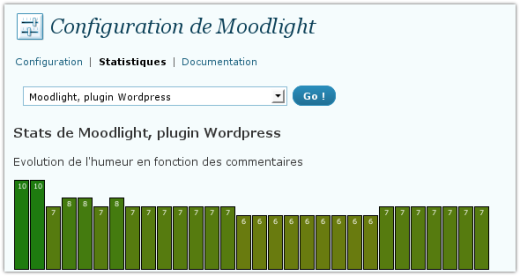 Configuration de Moodlight
Configuration | Statistiques | Documentation
Moodlight, plugin Wordpress Go !
Stats de Moodlight, plugin Wordpress
Evolution de l'humeur en fonction des commentaires
10 10 7 8 8 7 8 7 7 7 7 7 7 7 6 6 6 6 6 6 6 6 6 7 7 7 7 7 7 7